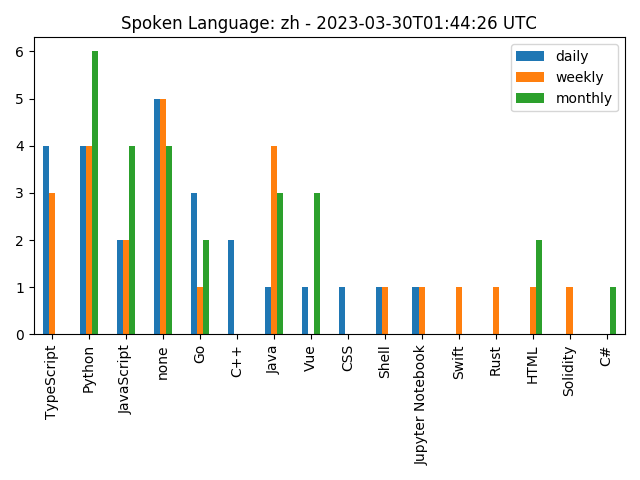 Spoken Language: zh - 2023-03-30T01:44:26 UTC
daily
weekly
monthly
6
5
4
3
2
1
0
TypeScript
Python
JavaScript
none
Go
C++
Java
Vue
CSS
Shell
Jupyter Notebook
Swift
Rust
HTML
Solidity
C#